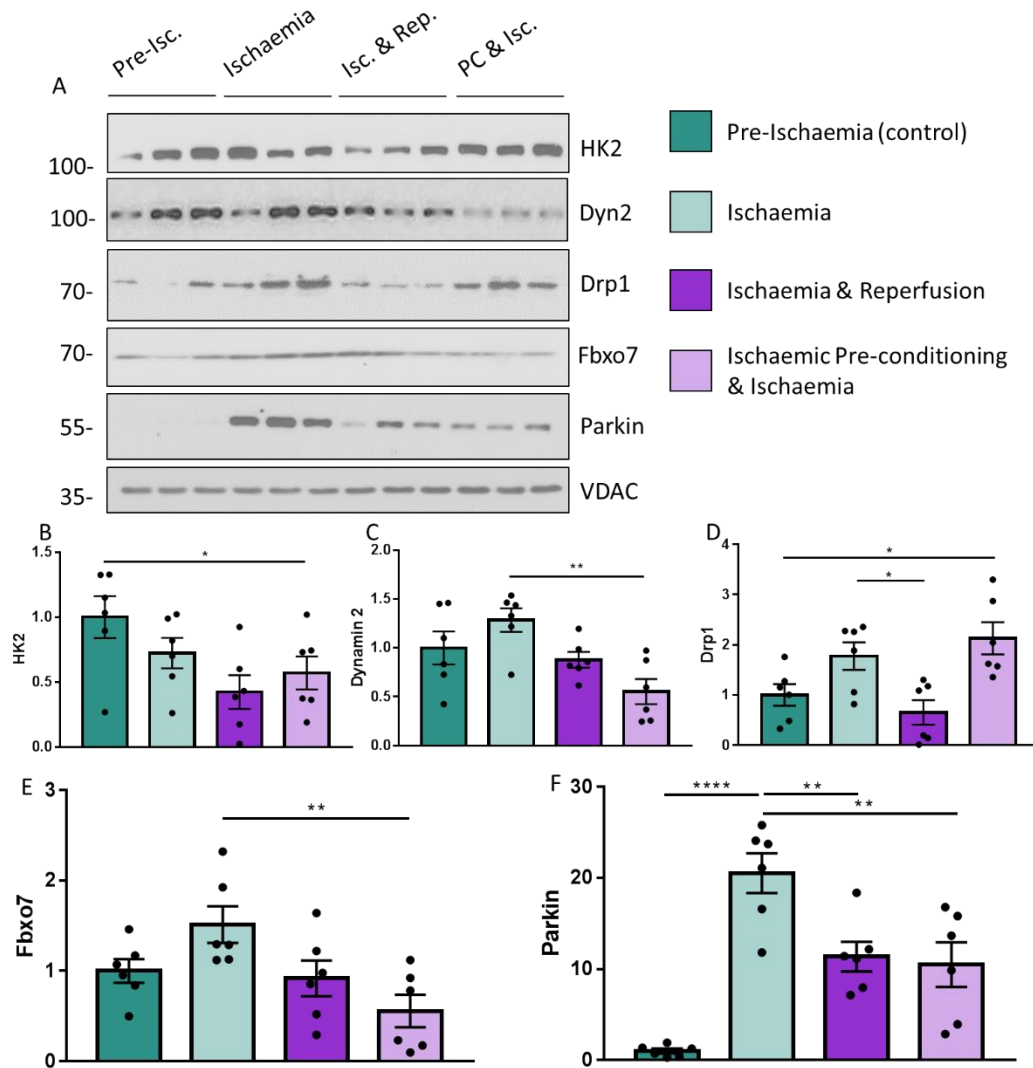 Pre-Isc.
Ischaemia
Isc. & Rep.
PC & Isc.
A
100-
HK2
100-
Dyn2
70-
Drp1
70-
Fbxo7
55-
Parkin
35-
VDAC
Pre-Ischaemia (control)
Ischaemia
Ischaemia & Reperfusion
Ischaemic Pre-conditioning
& Ischaemia
B
HK2
1.5
1.0
0.5
0.0
*
C
Dynamin 2
2.0
1.5
1.0
0.5
0.0
**
D
Drp1
4
3
2
1
0
*
*
E
Fbxo7
3
2
1
0
**
F
Parkin
30
20
10
0
****
**
**